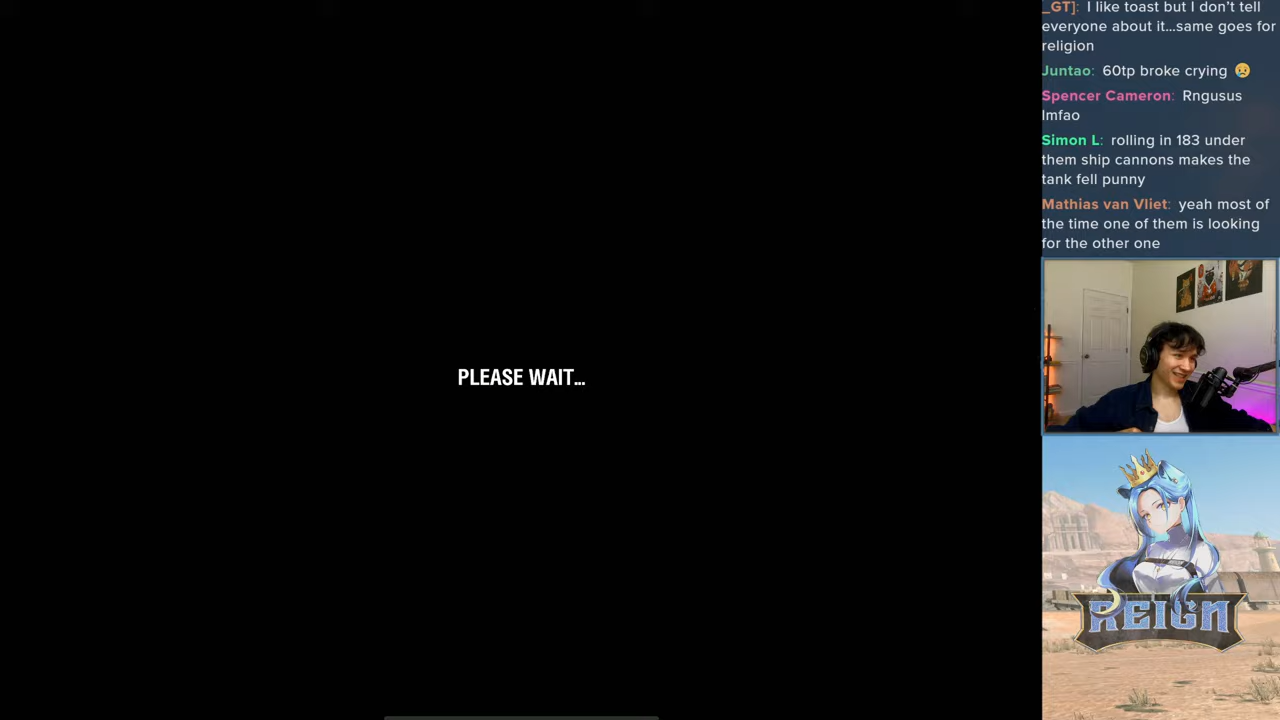 _GT]: I like toast but I don't tell
everyone about it...same goes for
religion
Juntao: 60tp broke crying 😢
Spencer Cameron: Rngusus
lmfao
Simon L: rolling in 183 under
them ship cannons makes the
tank fell punny
Mathias van Vliet: yeah most of
the time one of them is looking
for the other one
PLEASE WAIT...
REIGN